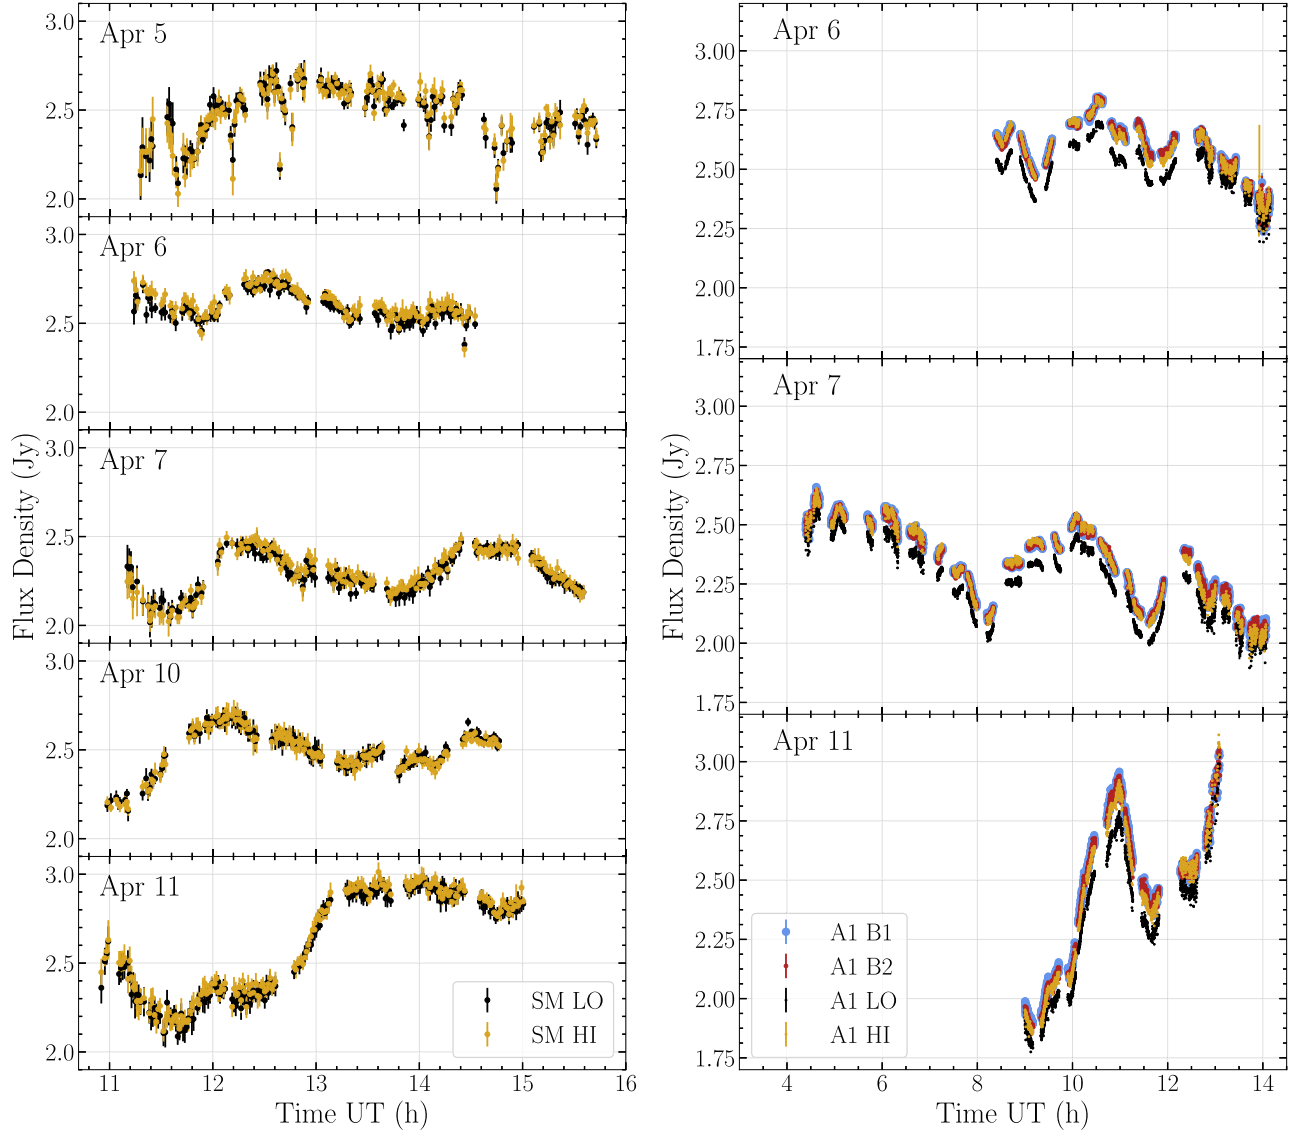 Flux Density (Jy)
Apr 5
3.0
2.5
2.0
Apr 6
3.0
2.5
2.0
Apr 7
3.0
2.5
2.0
Apr 10
3.0
2.5
2.0
Apr 11
3.0
2.5
2.0
SM LO
SM HI
11 12 13 14 15 16
Time UT (h)
Flux Density (Jy)
Apr 6
3.00
2.75
2.50
2.25
2.00
1.75
Apr 7
3.00
2.75
2.50
2.25
2.00
1.75
Apr 11
3.00
2.75
2.50
2.25
2.00
1.75
A1 B1
A1 B2
A1 LO
A1 HI
4 6 8 10 12 14
Time UT (h)